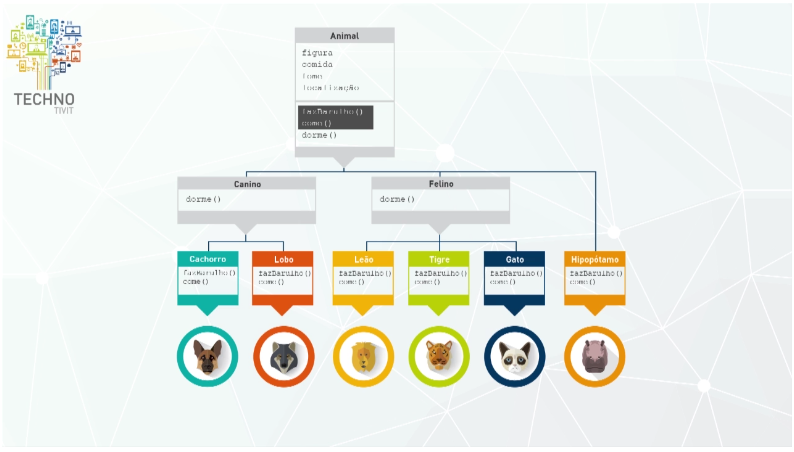 TECHNO
TIVIT
Animal
figura
comida
fome
localização
fazBarulho()
come()
dorme()
Canino
dorme()
Felino
dorme()
Cachorro
fazBarulho()
come()
Lobo
fazBarulho()
come()
Leão
fazBarulho()
come()
Tigre
fazBarulho()
come()
Gato
fazBarulho()
come()
Hipopótamo
fazBarulho()
come()